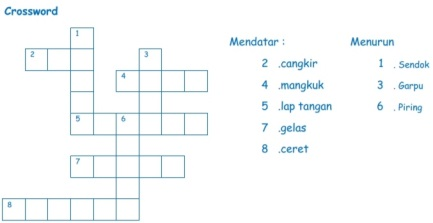 Crossword
1
2
3
4
5 6
7
8
Mendatar :
2 .cangkir
4 .mangkuk
5 .lap tangan
7 .gelas
8 .ceret
Menurun
1 . Sendok
3 . Garpu
6 . Piring